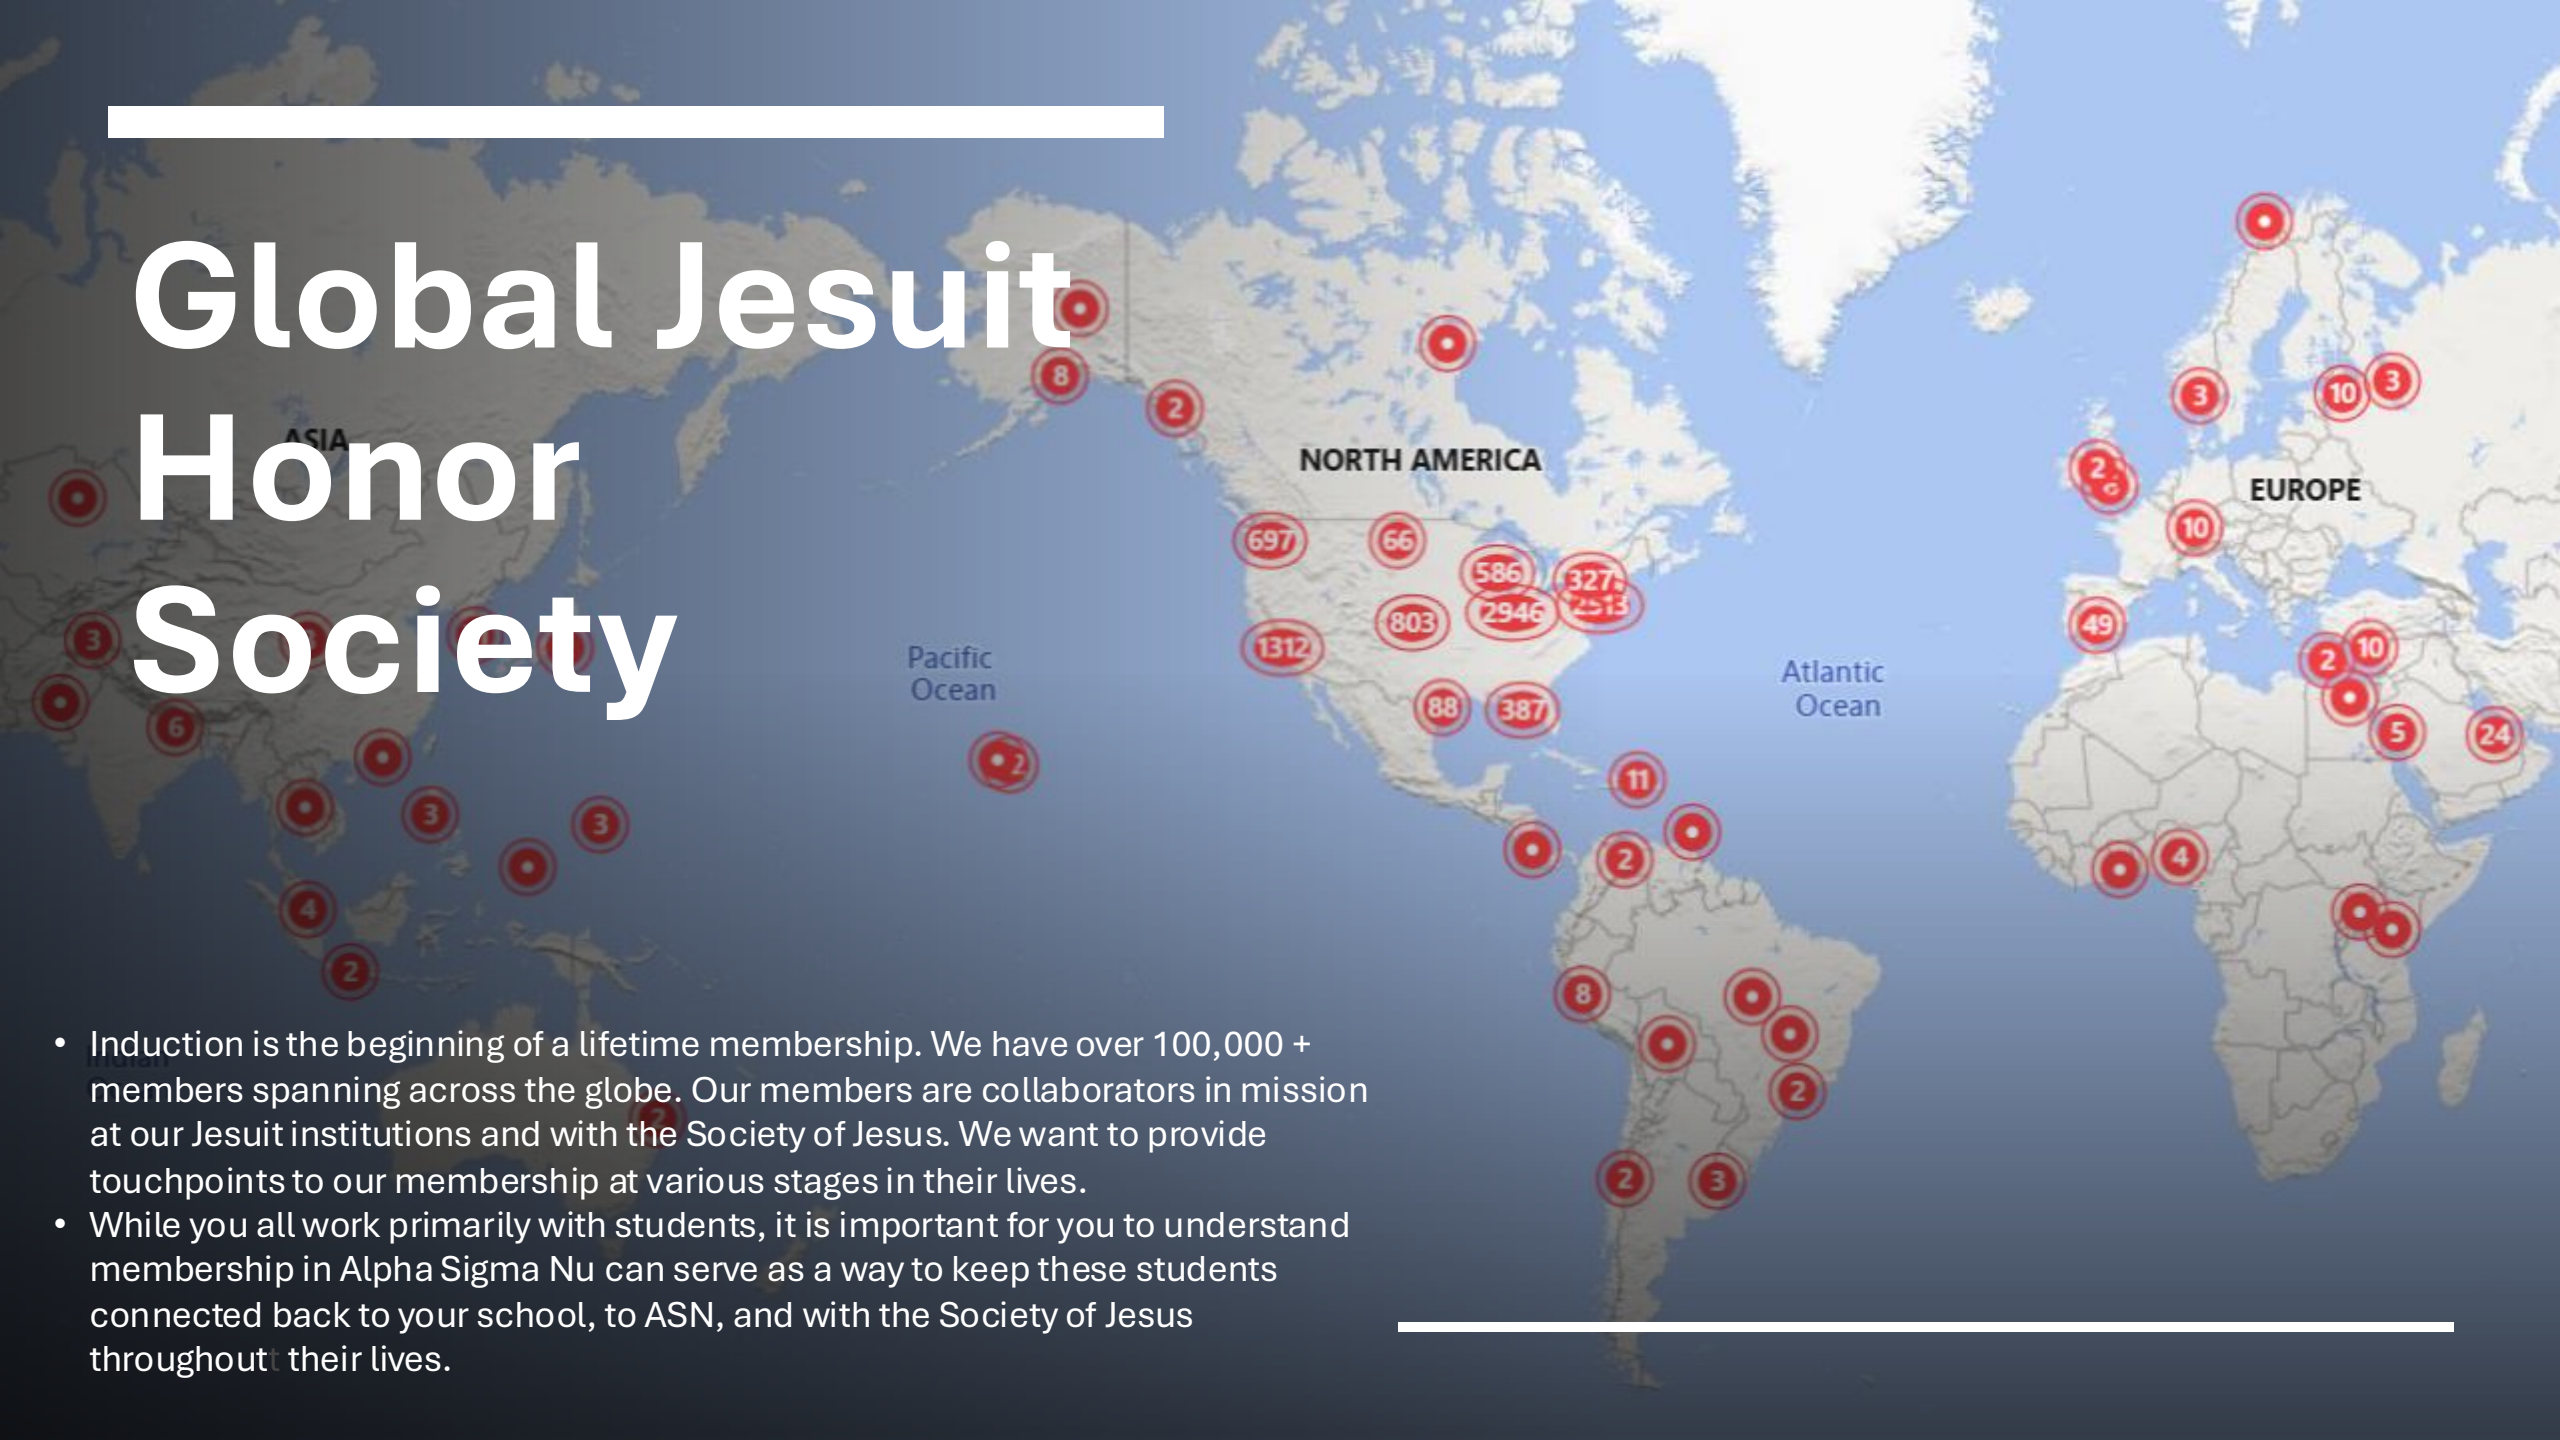 Global Jesuit
Honor
Society
ASIA
NORTH AMERICA
EUROPE
Pacific
Ocean
Atlantic
Ocean
8
2
3
10
3
2
10
697
66
586
327
2946
2513
803
1312
49
10
2
88
387
5
24
3
6
2
11
3
3
2
4
4
2
8
2
2
2
3
• Induction is the beginning of a lifetime membership. We have over 100,000 +
members spanning across the globe. Our members are collaborators in mission
at our Jesuit institutions and with the Society of Jesus. We want to provide
touchpoints to our membership at various stages in their lives.
• While you all work primarily with students, it is important for you to understand
membership in Alpha Sigma Nu can serve as a way to keep these students
connected back to your school, to ASN, and with the Society of Jesus
throughout their lives.